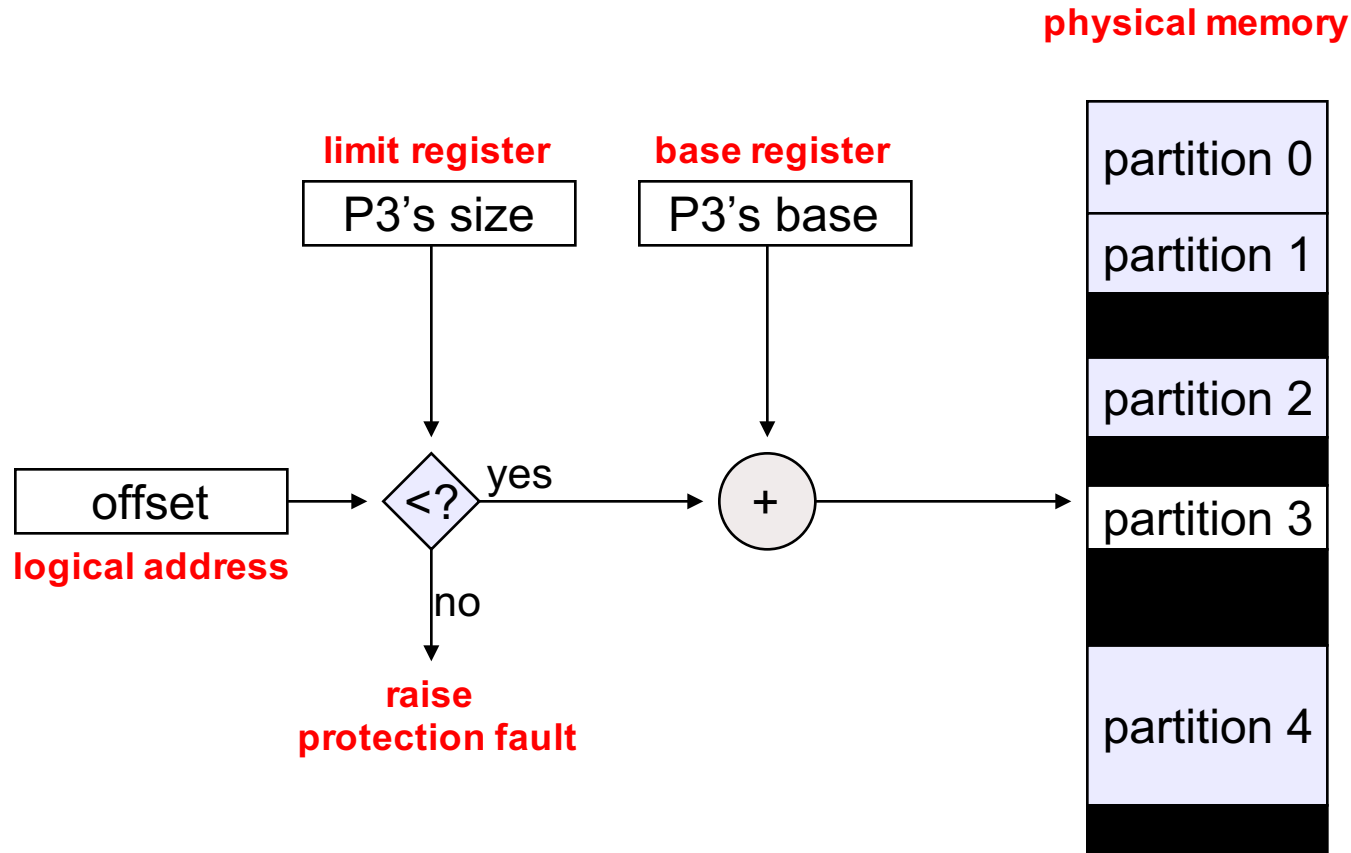 physical memory
limit register
base register
P3’s size
P3’s base
partition 0
partition 1
partition 2
offset
<?
yes
+
partition 3
logical address
no
raise
protection fault
partition 4